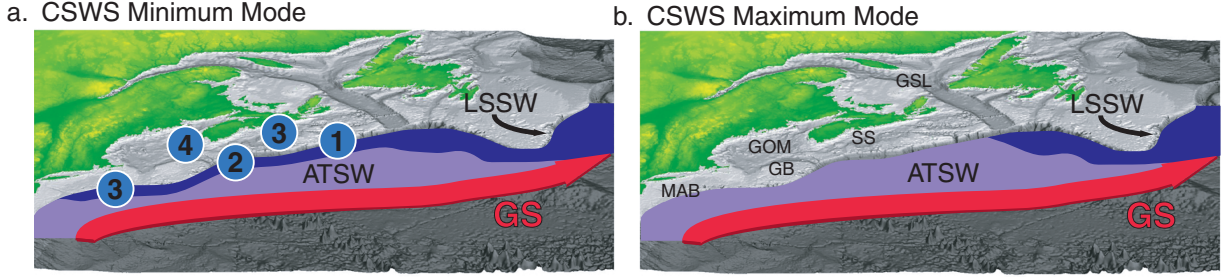 a. CSWS Minimum Mode
LSSW
3
1
4
2
ATSW
3
GS
b. CSWS Maximum Mode
GSL
LSSW
SS
GOM
GB
ATSW
MAB
GS